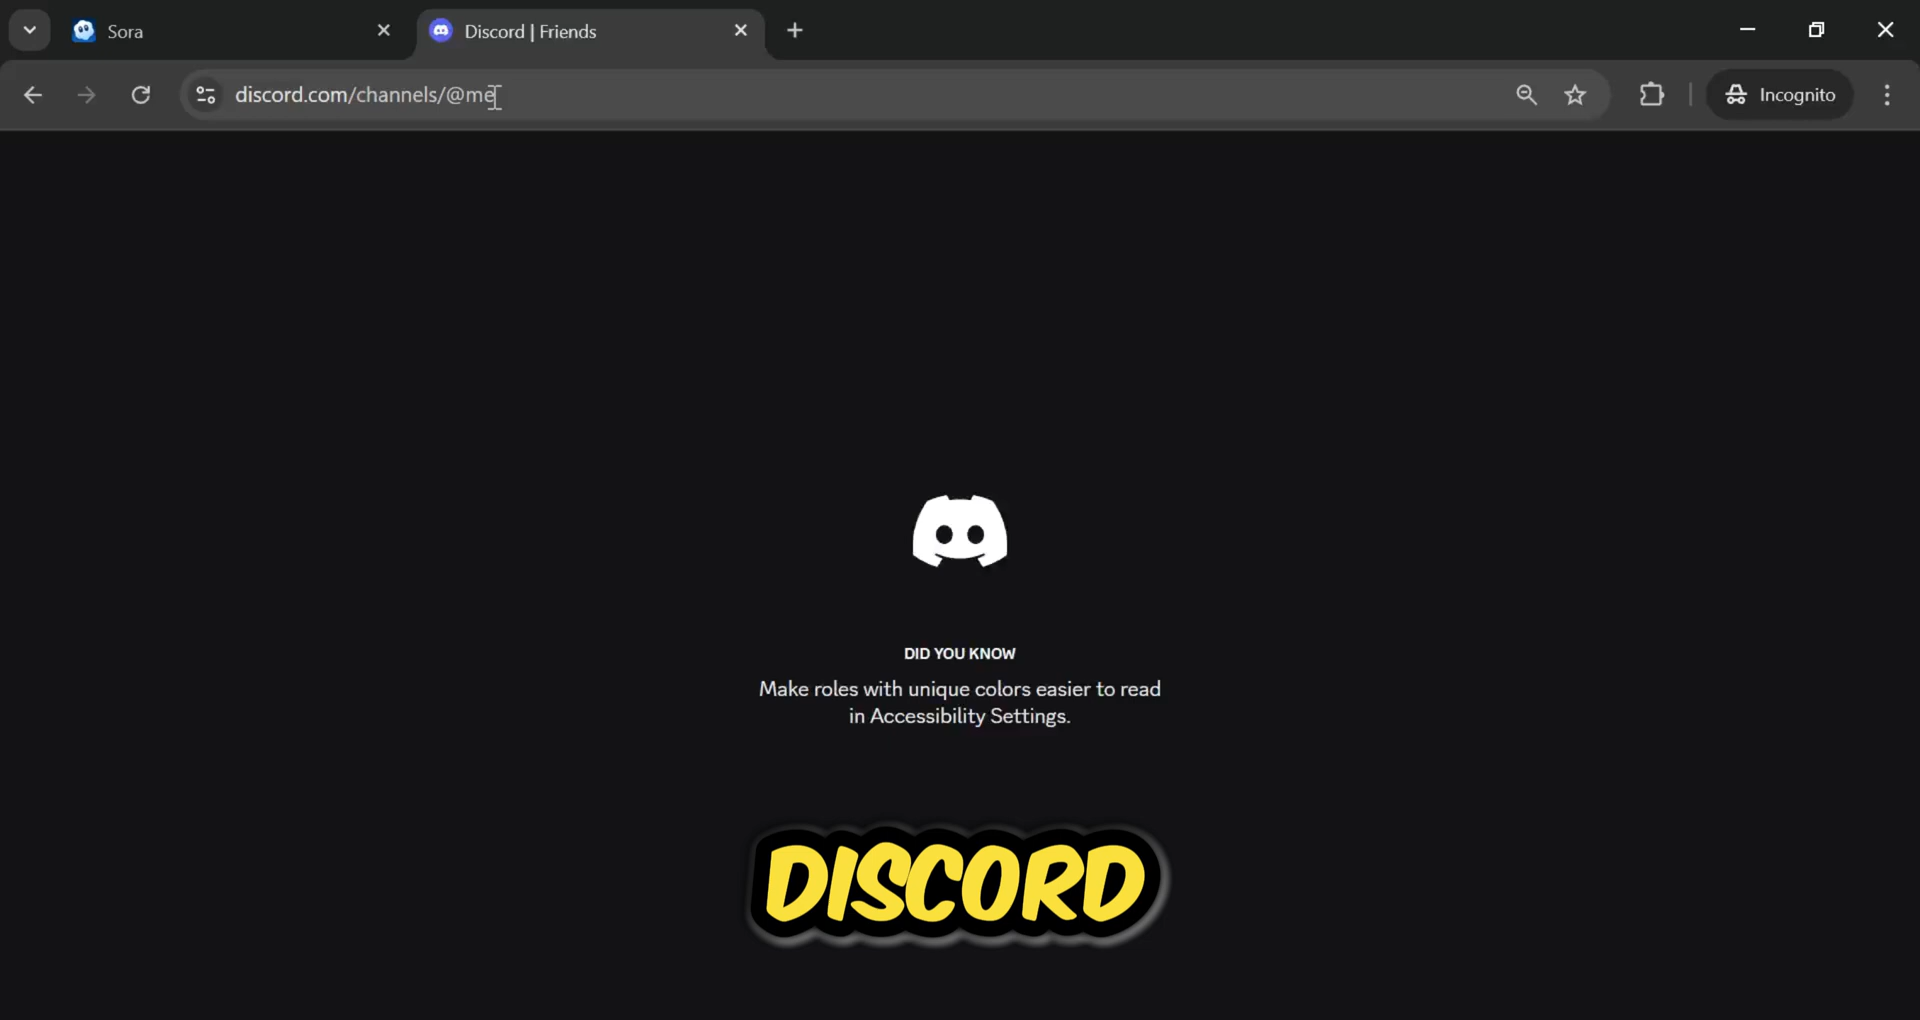 Sora
Discord | Friends
discord.com/channels/@me
Incognito
DID YOU KNOW
Make roles with unique colors easier to read
in Accessibility Settings.
DISCORD